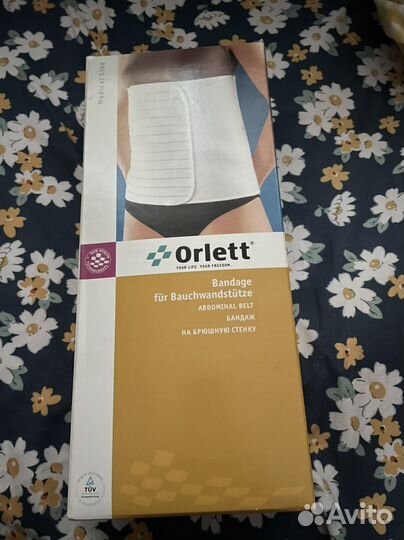 Medical Line
Orlett®
YOUR LIFE. YOUR FREEDOM.
Bandage
für Bauchwandstütze
ABDOMINAL BELT
БАНДАЖ
НА БРЮШНУЮ СТЕНКУ
TÜV
Avito